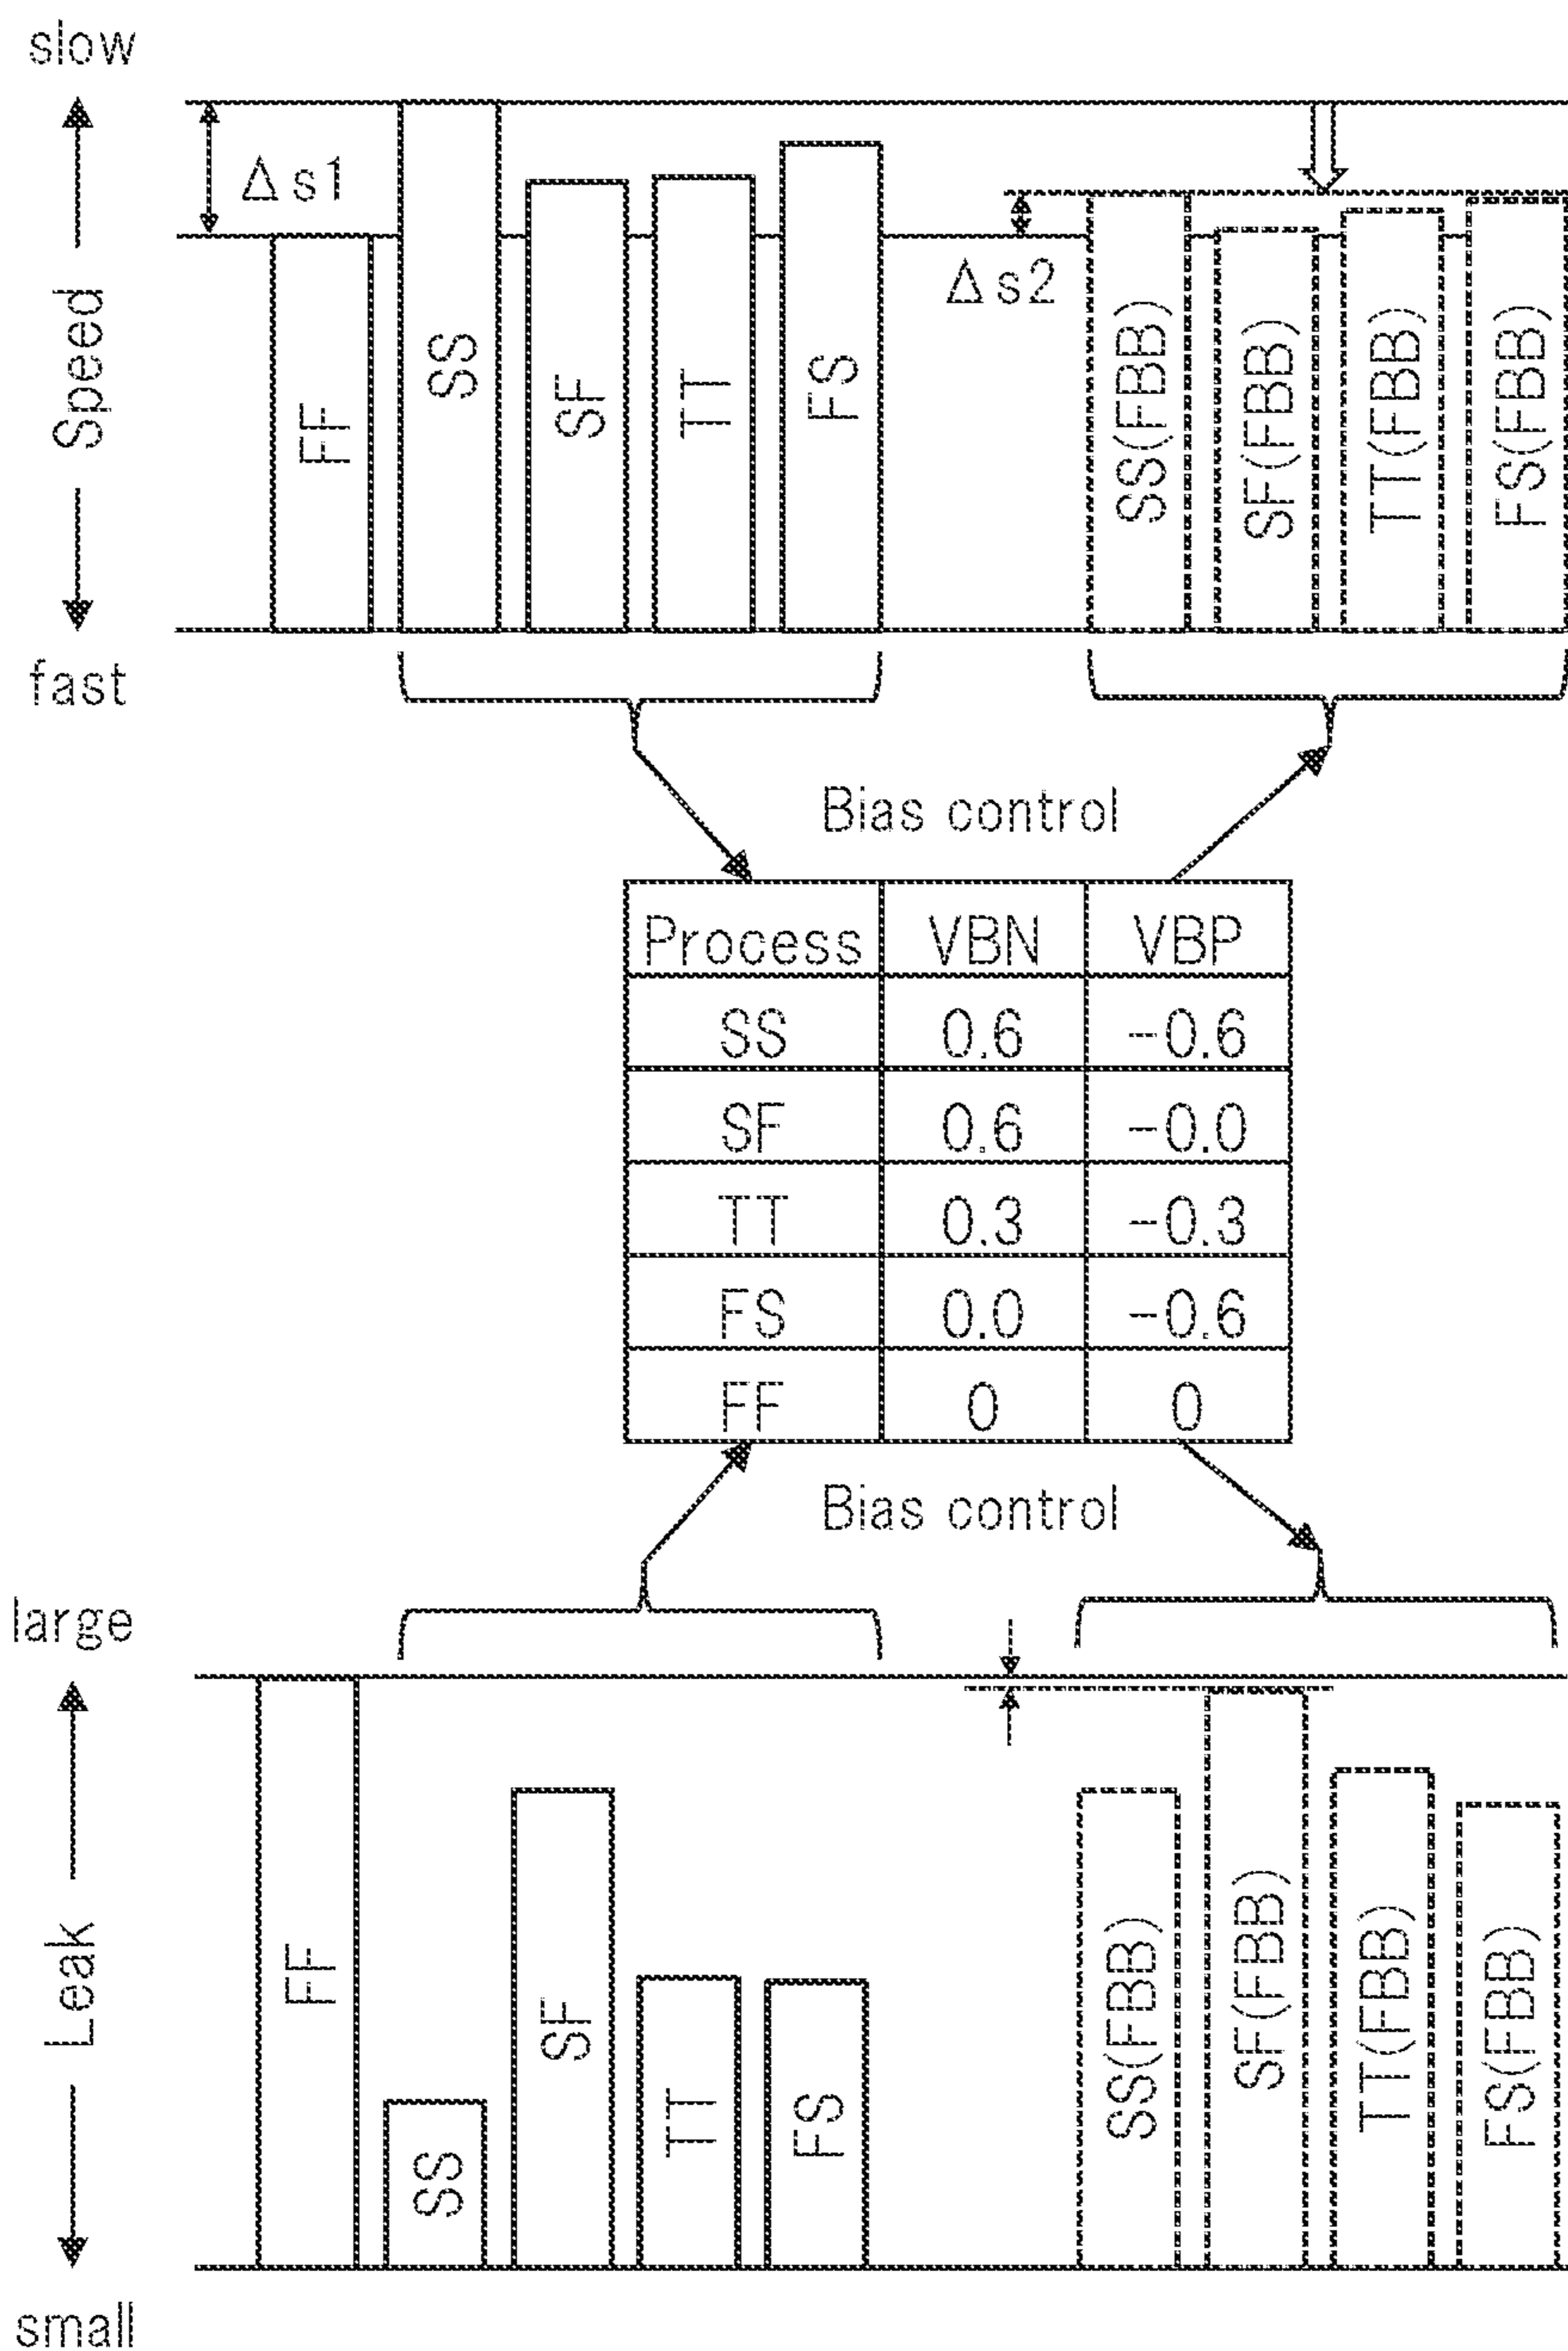 slow
Δs1
Δs2
Speed
FF
SS
SF
TT
FS
SS(FBB)
SF(FBB)
TT(FBB)
FS(FBB)
fast
Bias control
Process VBN VBP
SS 0.6 -0.6
SF 0.6 -0.0
TT 0.3 -0.3
FS 0.0 -0.6
FF 0 0
Bias control
large
Leak
FF
SS
SF
TT
FS
SS(FBB)
SF(FBB)
TT(FBB)
FS(FBB)
small